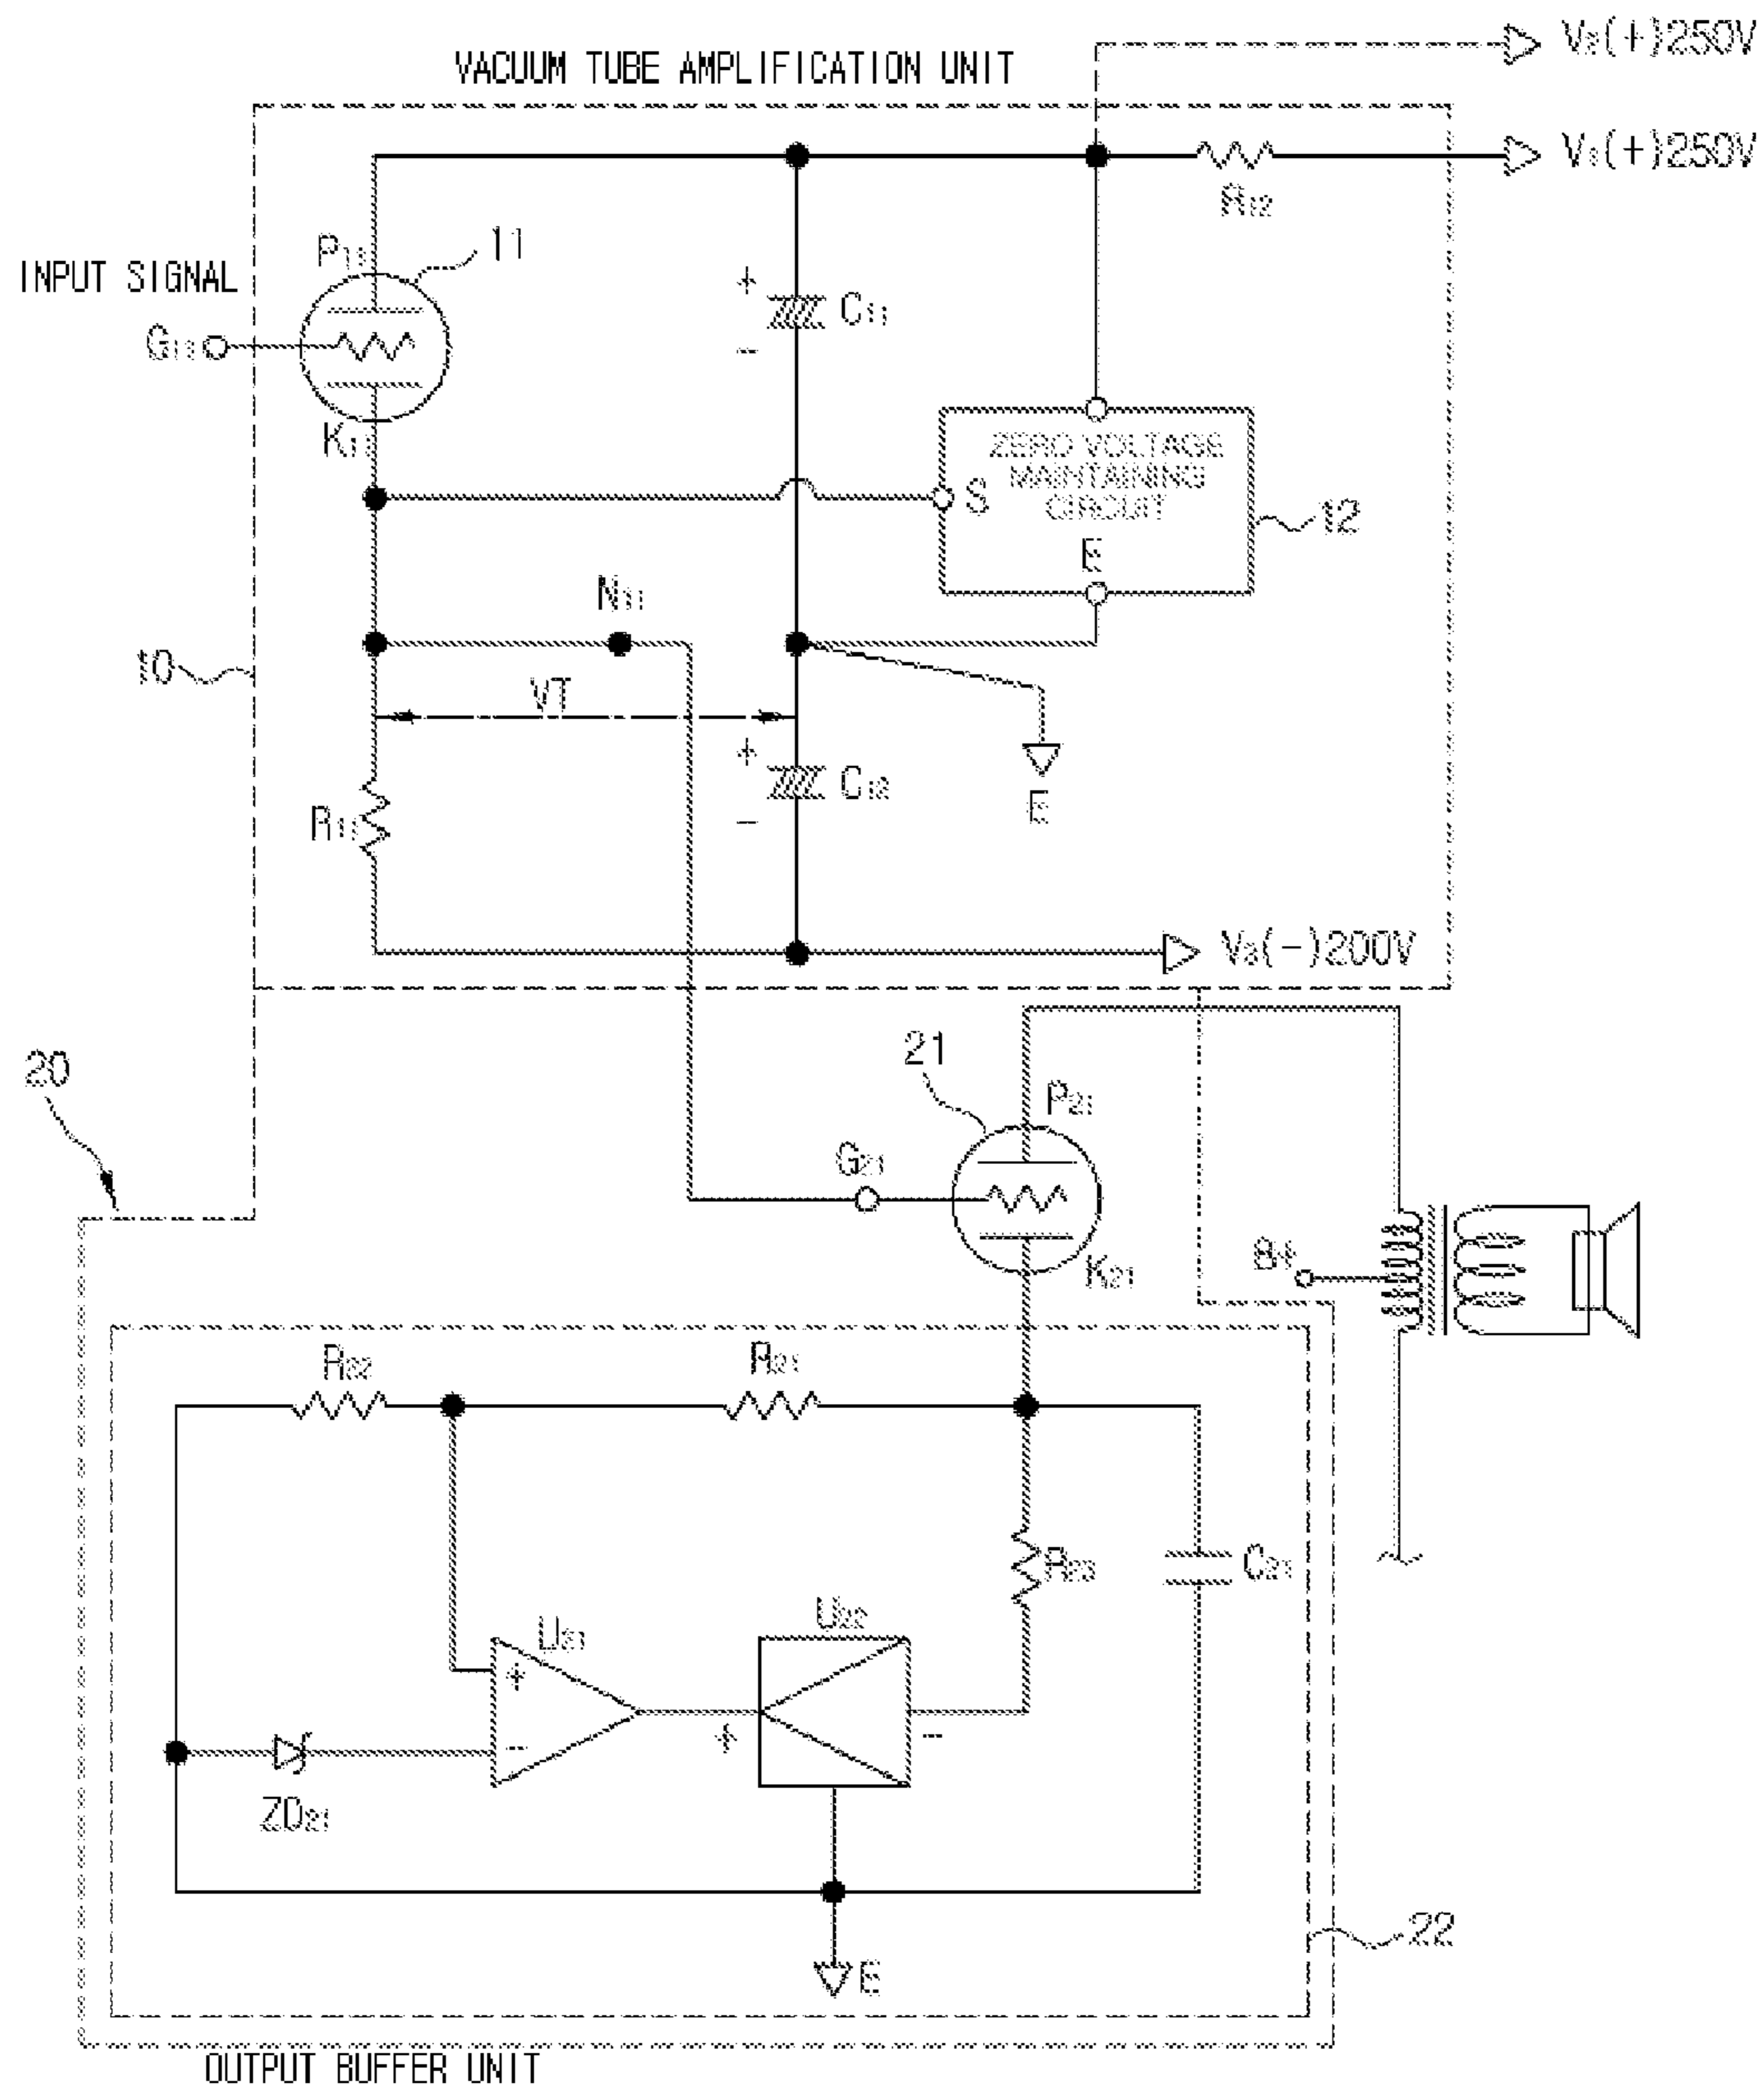 V₂(+)250V
VACUUM TUBE AMPLIFICATION UNIT
V₁(+)250V
R₁₂
P₁₁
11
INPUT SIGNAL
+
C₁₁
G₁₁
-
K₁₁
ZERO VOLTAGE
MAINTAINING
CIRCUIT
S
12
E
N₁₁
10
VT
+
C₁₂
E
R₁₁
-
V₃(-)200V
20
21
P₂₁
G₂₁
B+
K₂₁
R₂₂
R₂₁
R₂₃
C₂₁
U₂₁
U₂₂
+
+
-
-
ZD₂₁
22
E
OUTPUT BUFFER UNIT